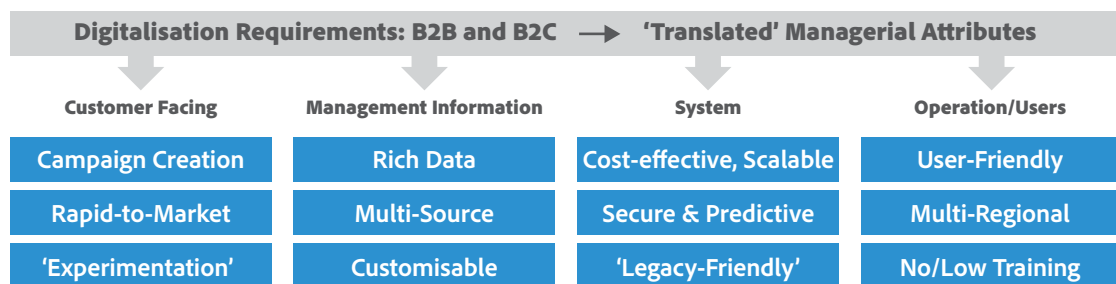 Digitalisation Requirements: B2B and B2C → ‘Translated’ Managerial Attributes
Customer Facing
Campaign Creation
Rapid-to-Market
‘Experimentation’
Management Information
Rich Data
Multi-Source
Customisable
System
Cost-effective, Scalable
Secure & Predictive
‘Legacy-Friendly’
Operation/Users
User-Friendly
Multi-Regional
No/Low Training